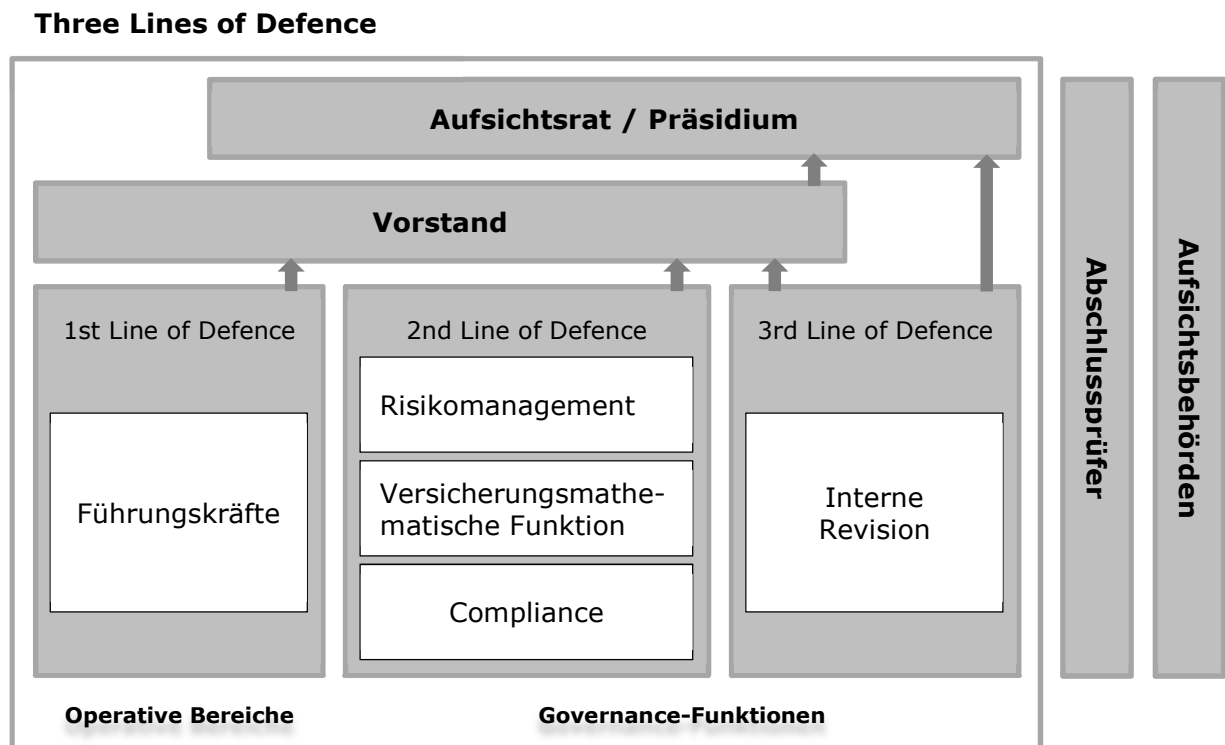 Three Lines of Defence
Aufsichtsrat / Präsidium
Vorstand
1st Line of Defence
Führungskräfte
2nd Line of Defence
Risikomanagement
Versicherungsmathe-
matische Funktion
Compliance
3rd Line of Defence
Interne
Revision
Operative Bereiche
Governance-Funktionen
Abschlussprüfer
Aufsichtsbehörden